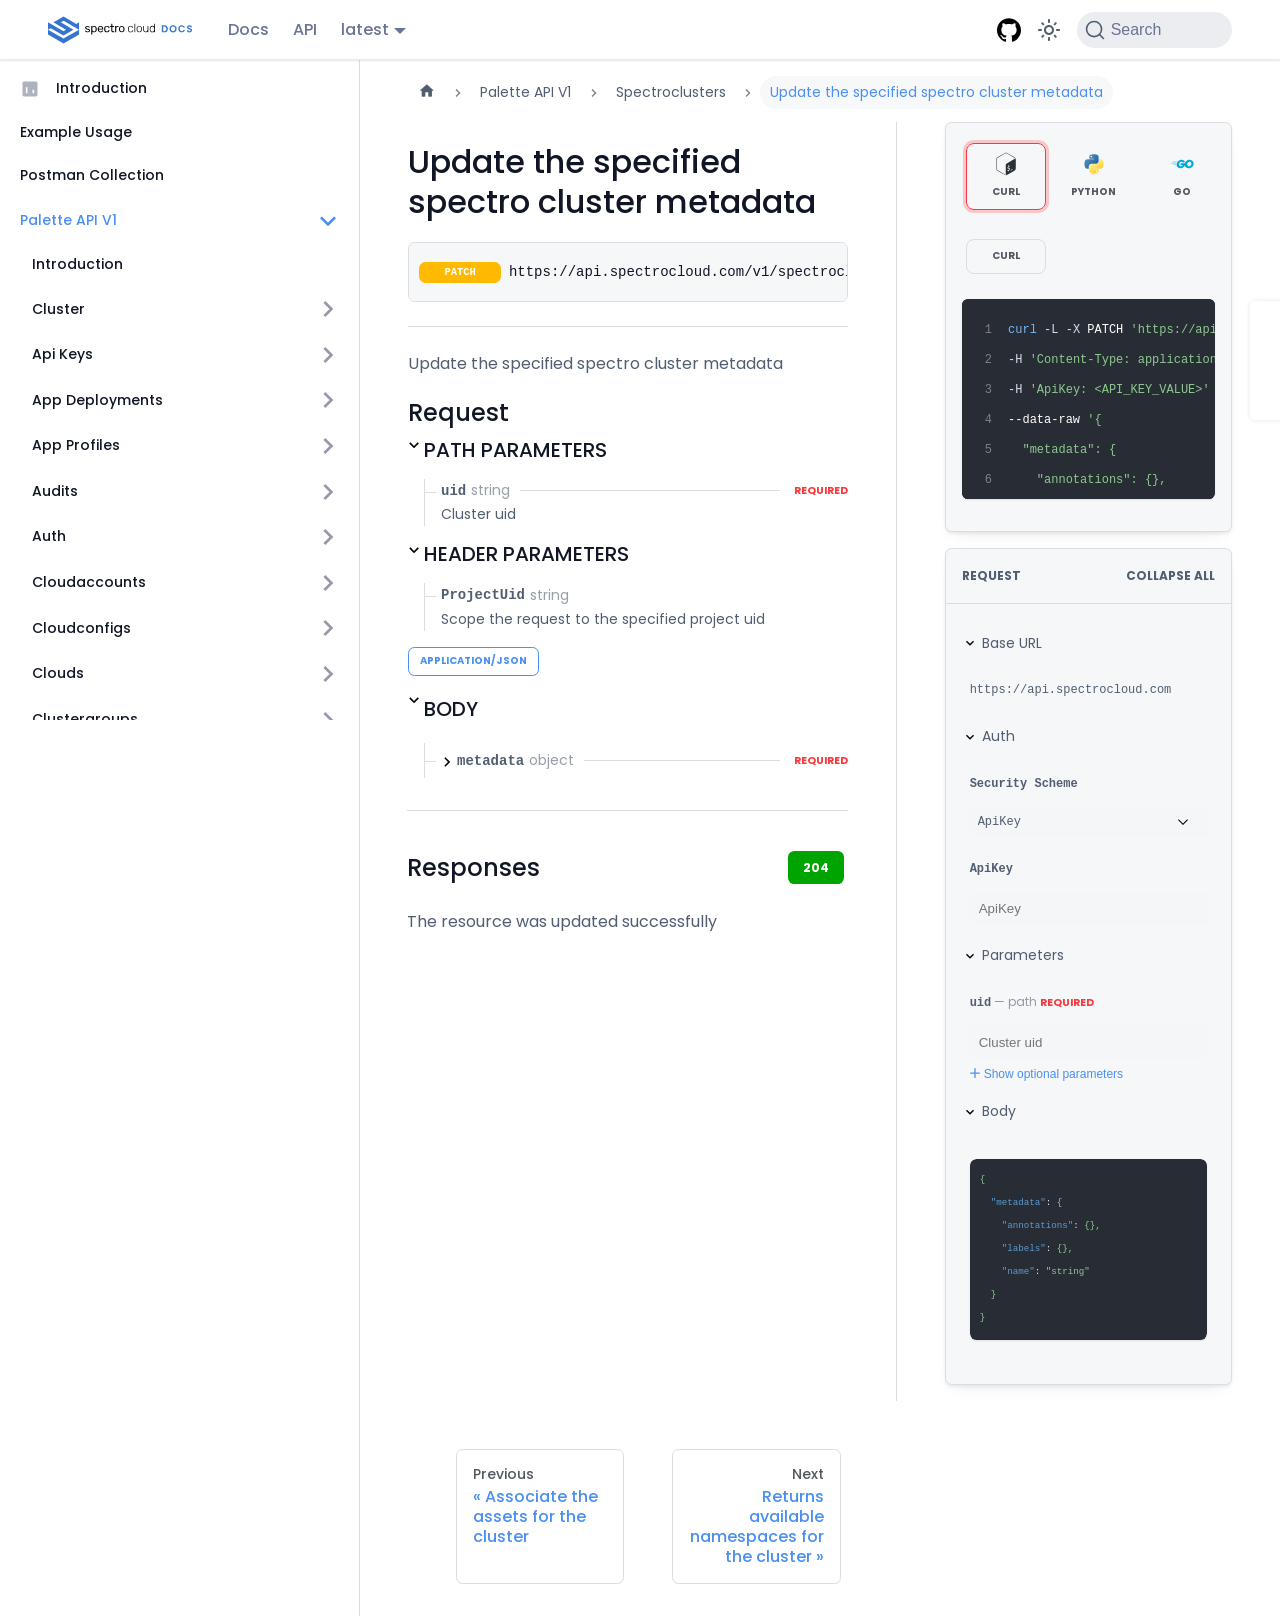 spectro cloud DOCS
Docs
API
latest
Search
Introduction
Example Usage
Postman Collection
Palette API V1
Introduction
Cluster
Api Keys
App Deployments
App Profiles
Audits
Auth
Cloudaccounts
Cloudconfigs
Clouds
Clustergroups
Palette API V1
Spectroclusters
Update the specified spectro cluster metadata
Update the specified
spectro cluster metadata
PATCH https://api.spectrocloud.com/v1/spectrocl
Update the specified spectro cluster metadata
Request
PATH PARAMETERS
uid string REQUIRED
Cluster uid
HEADER PARAMETERS
ProjectUid string
Scope the request to the specified project uid
APPLICATION/JSON
BODY
metadata object REQUIRED
Responses
204
The resource was updated successfully
CURL
PYTHON
GO
CURL
1 curl -L -X PATCH 'https://api
2 -H 'Content-Type: application
3 -H 'ApiKey: <API_KEY_VALUE>'
4 --data-raw '{
5 "metadata": {
6 "annotations": {},
REQUEST
COLLAPSE ALL
Base URL
https://api.spectrocloud.com
Auth
Security Scheme
ApiKey
ApiKey
ApiKey
Parameters
uid — path REQUIRED
Cluster uid
Show optional parameters
Body
{
"metadata": {
"annotations": {},
"labels": {},
"name": "string"
}
}
Previous
« Associate the
assets for the
cluster
Next
Returns
available
namespaces for
the cluster »